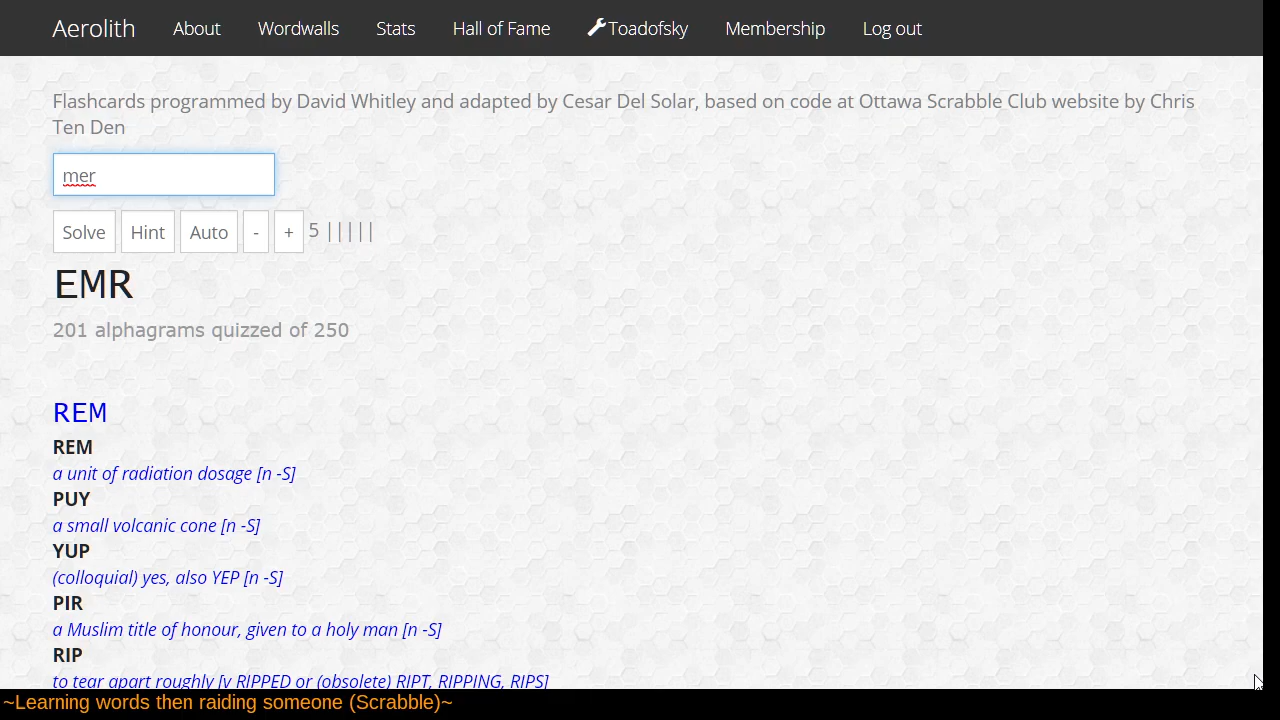 Aerolith About Wordwalls Stats Hall of Fame Toadofsky Membership Log out
Flashcards programmed by David Whitley and adapted by Cesar Del Solar, based on code at Ottawa Scrabble Club website by Chris
Ten Den
mer
Solve Hint Auto - + 5 |||||
EMR
201 alphagrams quizzed of 250
REM
REM
a unit of radiation dosage [n -S]
PUY
a small volcanic cone [n -S]
YUP
(colloquial) yes, also YEP [n -S]
PIR
a Muslim title of honour, given to a holy man [n -S]
RIP
to tear apart roughly [v RIPPED or (obsolete) RIPT, RIPPING, RIPS]
~Learning words then raiding someone (Scrabble)~